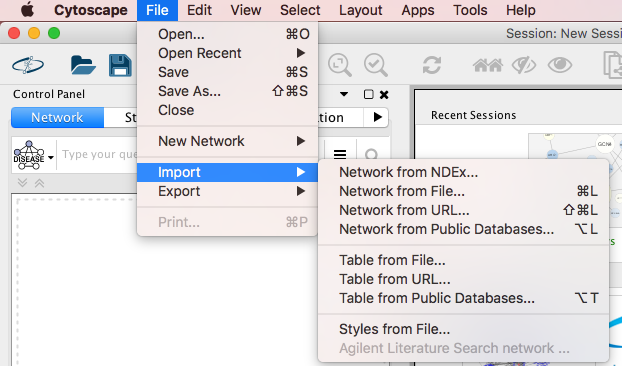 Cytoscape File Edit View Select Layout Apps Tools Help
Session: New Sessi
Open... ⌘O
Open Recent ▶
Save ⌘S
Save As... ⇧⌘S
Close
New Network ▶
Import ▶
Export ▶
Print... ⌘P
Control Panel
Network St tion ▶
DISEASE Type your que
Network from NDEx...
Network from File... ⌘L
Network from URL... ⇧⌘L
Network from Public Databases... ⌥L
Table from File...
Table from URL...
Table from Public Databases... ⌥T
Styles from File...
Agilent Literature Search network ...
Recent Sessions
GCN4